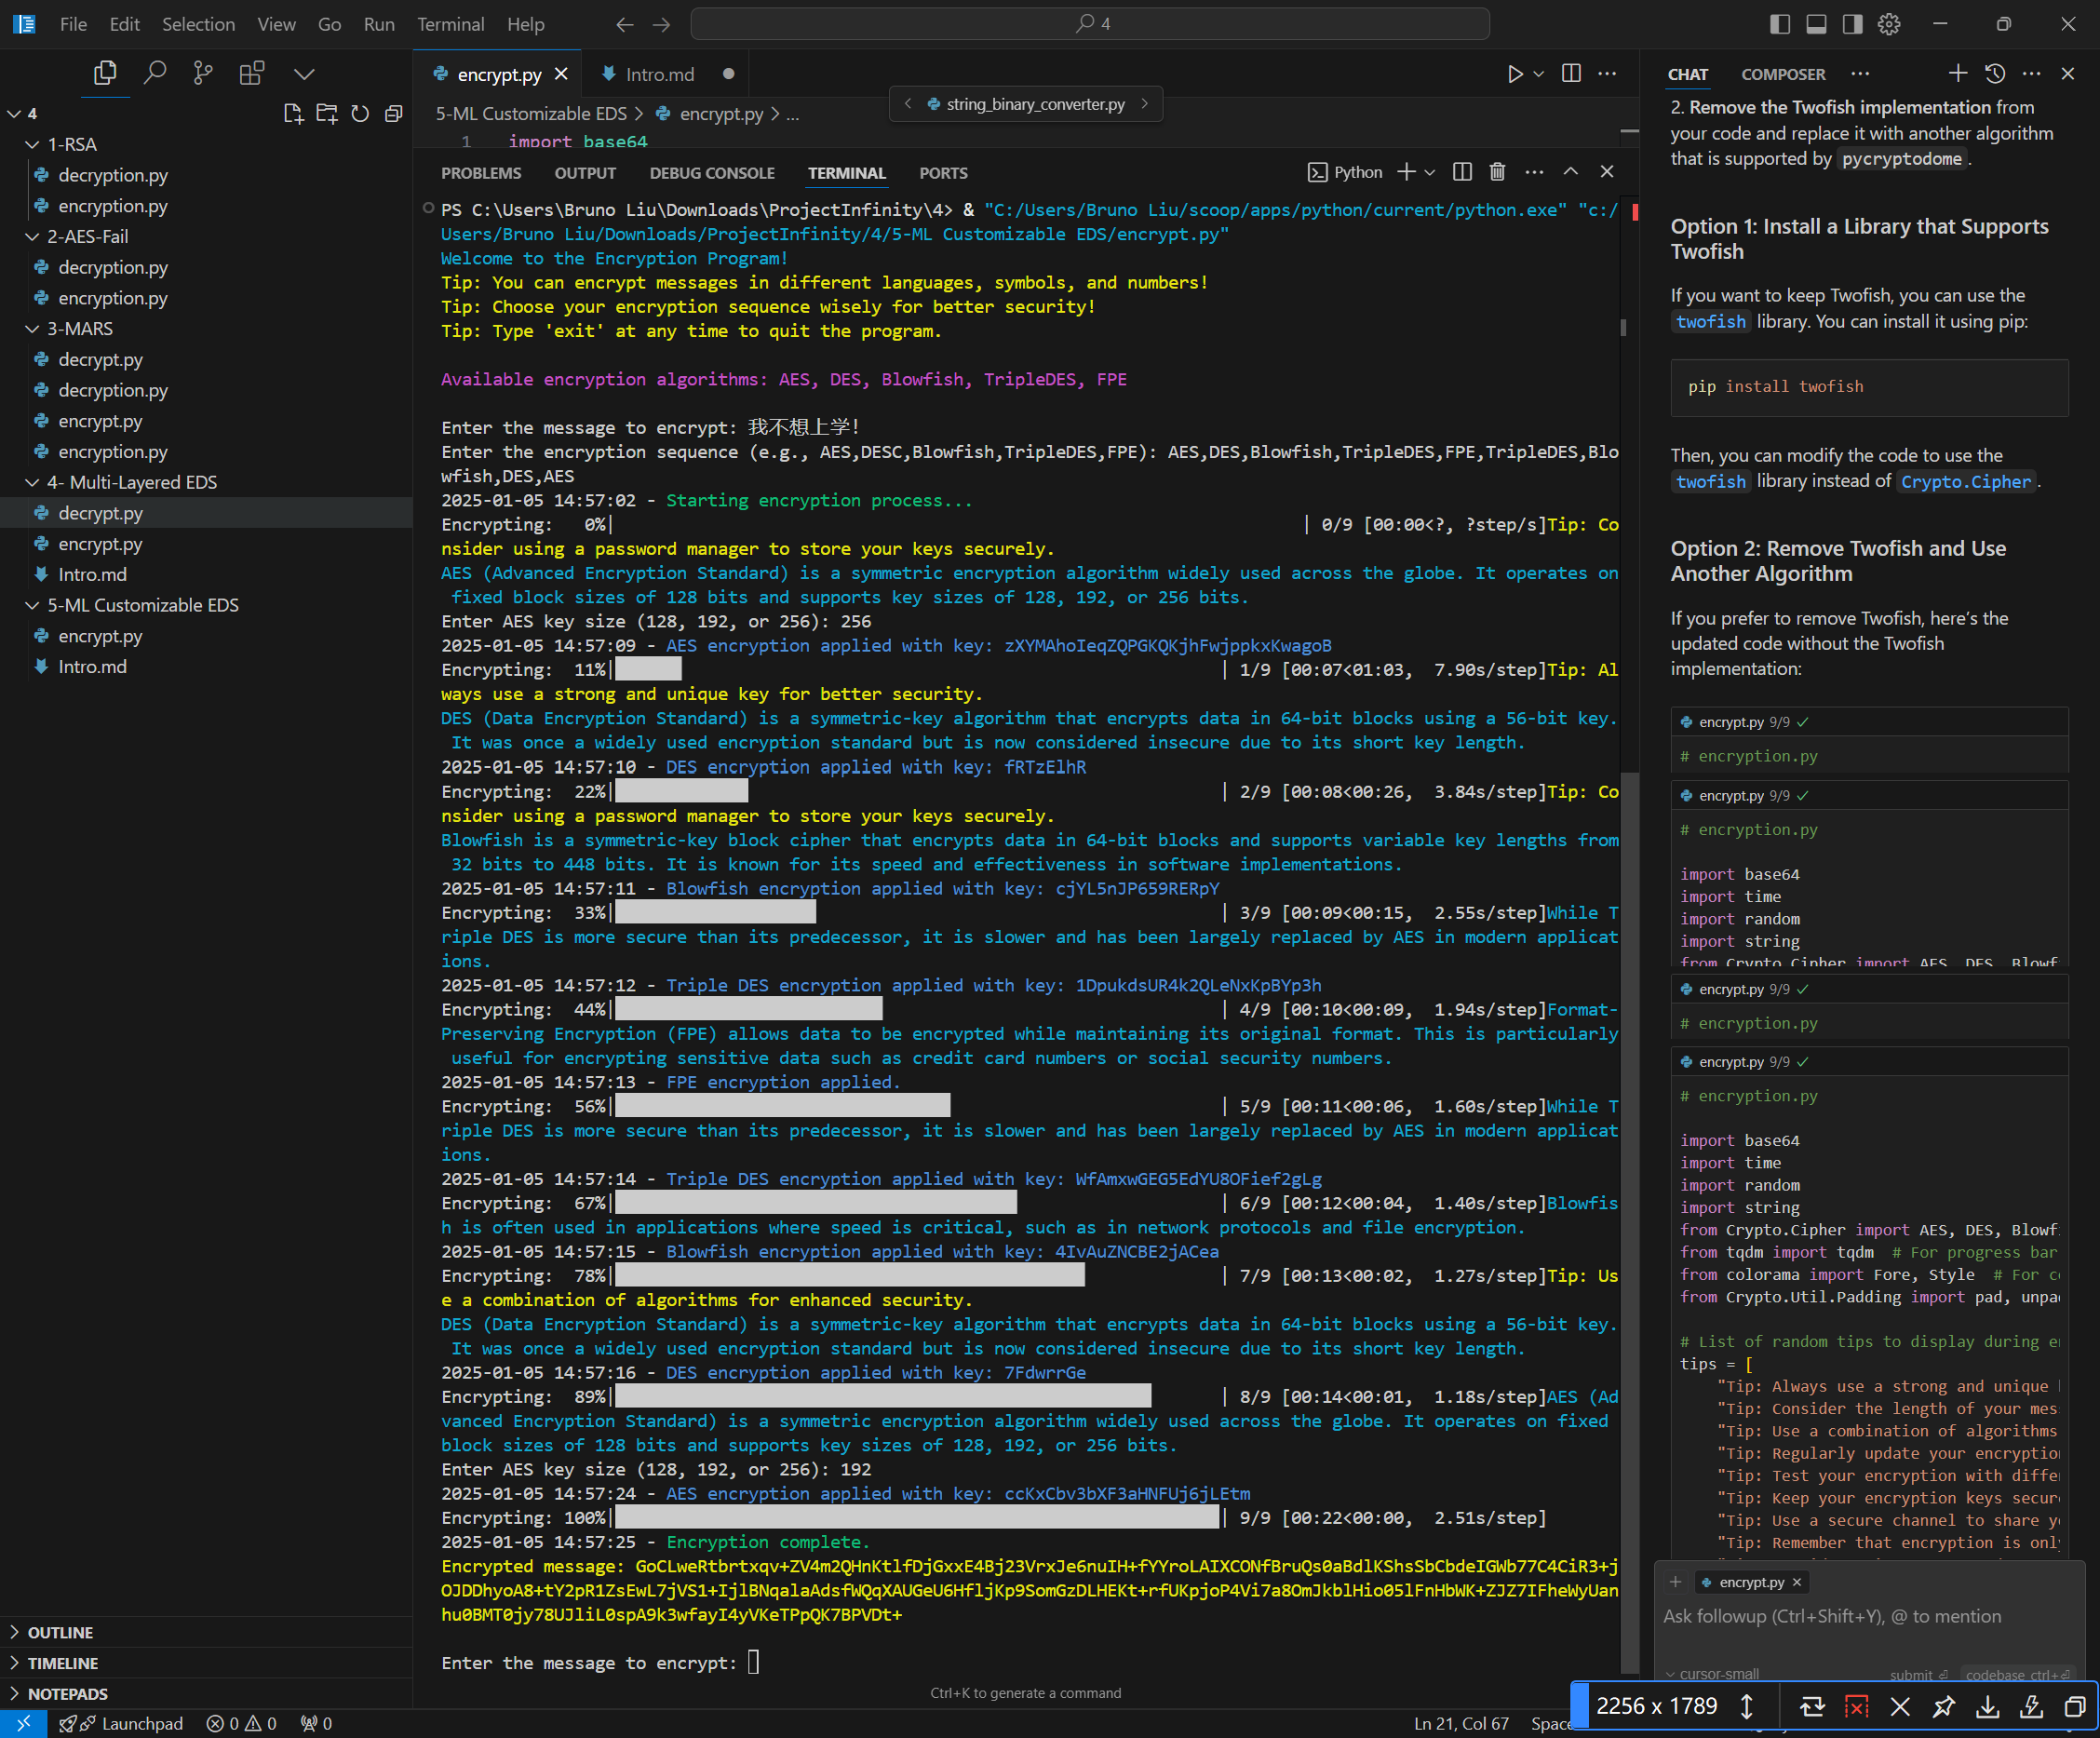 File Edit Selection View Go Run Terminal Help
4
4
1-RSA
decryption.py
encryption.py
2-AES-Fail
decryption.py
encryption.py
3-MARS
decrypt.py
decryption.py
encrypt.py
encryption.py
4- Multi-Layered EDS
decrypt.py
encrypt.py
Intro.md
5-ML Customizable EDS
encrypt.py
Intro.md
OUTLINE
TIMELINE
NOTEPADS
encrypt.py
Intro.md
5-ML Customizable EDS > encrypt.py > ...
string_binary_converter.py
1 import base64
PROBLEMS OUTPUT DEBUG CONSOLE TERMINAL PORTS
Python
PS C:\Users\Bruno Liu\Downloads\ProjectInfinity\4> & "C:/Users/Bruno Liu/scoop/apps/python/current/python.exe" "c:/
Users/Bruno Liu/Downloads/ProjectInfinity/4/5-ML Customizable EDS/encrypt.py"
Welcome to the Encryption Program!
Tip: You can encrypt messages in different languages, symbols, and numbers!
Tip: Choose your encryption sequence wisely for better security!
Tip: Type 'exit' at any time to quit the program.
Available encryption algorithms: AES, DES, Blowfish, TripleDES, FPE
Enter the message to encrypt: 我不想上学!
Enter the encryption sequence (e.g., AES,DESC,Blowfish,TripleDES,FPE): AES,DES,Blowfish,TripleDES,FPE,TripleDES,Blo
wfish,DES,AES
2025-01-05 14:57:02 - Starting encryption process...
Encrypting:   0%| | 0/9 [00:00<?, ?step/s]Tip: Co
nsider using a password manager to store your keys securely.
AES (Advanced Encryption Standard) is a symmetric encryption algorithm widely used across the globe. It operates on
fixed block sizes of 128 bits and supports key sizes of 128, 192, or 256 bits.
Enter AES key size (128, 192, or 256): 256
2025-01-05 14:57:09 - AES encryption applied with key: zXYMAhoIeqZQPGKQKjhFwjppkxKwagoB
Encrypting:  11%| | 1/9 [00:07<01:03,  7.90s/step]Tip: Al
ways use a strong and unique key for better security.
DES (Data Encryption Standard) is a symmetric-key algorithm that encrypts data in 64-bit blocks using a 56-bit key.
It was once a widely used encryption standard but is now considered insecure due to its short key length.
2025-01-05 14:57:10 - DES encryption applied with key: fRTzElhR
Encrypting:  22%| | 2/9 [00:08<00:26,  3.84s/step]Tip: Co
nsider using a password manager to store your keys securely.
Blowfish is a symmetric-key block cipher that encrypts data in 64-bit blocks and supports variable key lengths from
32 bits to 448 bits. It is known for its speed and effectiveness in software implementations.
2025-01-05 14:57:11 - Blowfish encryption applied with key: cjYL5nJP659RERpY
Encrypting:  33%| | 3/9 [00:09<00:15,  2.55s/step]While T
riple DES is more secure than its predecessor, it is slower and has been largely replaced by AES in modern applicat
ions.
2025-01-05 14:57:12 - Triple DES encryption applied with key: 1DpukdsUR4k2QLeNxKpBYp3h
Encrypting:  44%| | 4/9 [00:10<00:09,  1.94s/step]Format-
Preserving Encryption (FPE) allows data to be encrypted while maintaining its original format. This is particularly
useful for encrypting sensitive data such as credit card numbers or social security numbers.
2025-01-05 14:57:13 - FPE encryption applied.
Encrypting:  56%| | 5/9 [00:11<00:06,  1.60s/step]While T
riple DES is more secure than its predecessor, it is slower and has been largely replaced by AES in modern applicat
ions.
2025-01-05 14:57:14 - Triple DES encryption applied with key: WfAmxwGEG5EdYU8OFief2gLg
Encrypting:  67%| | 6/9 [00:12<00:04,  1.40s/step]Blowfis
h is often used in applications where speed is critical, such as in network protocols and file encryption.
2025-01-05 14:57:15 - Blowfish encryption applied with key: 4IvAuZNCBE2jACea
Encrypting:  78%| | 7/9 [00:13<00:02,  1.27s/step]Tip: Us
e a combination of algorithms for enhanced security.
DES (Data Encryption Standard) is a symmetric-key algorithm that encrypts data in 64-bit blocks using a 56-bit key.
It was once a widely used encryption standard but is now considered insecure due to its short key length.
2025-01-05 14:57:16 - DES encryption applied with key: 7FdwrrGe
Encrypting:  89%| | 8/9 [00:14<00:01,  1.18s/step]AES (Ad
vanced Encryption Standard) is a symmetric encryption algorithm widely used across the globe. It operates on fixed
block sizes of 128 bits and supports key sizes of 128, 192, or 256 bits.
Enter AES key size (128, 192, or 256): 192
2025-01-05 14:57:24 - AES encryption applied with key: ccKxCbv3bXF3aHNFUj6jLEtm
Encrypting: 100%| | 9/9 [00:22<00:00,  2.51s/step]
2025-01-05 14:57:25 - Encryption complete.
Encrypted message: GoCLweRtbrtxqv+ZV4m2QHnKtlfDjGxxE4Bj23VrxJe6nuIH+fYYroLAIXCONfBruQs0aBdlKShsSbCbdeIGWb77C4CiR3+j
OJDDhyoA8+tY2pR1ZsEwL7jVS1+IjlBNqalaAdsfWQqXAUGeU6HfljKp9SomGzDLHEKt+rfUKpjoP4Vi7a8OmJkblHio05lFnHbWK+ZJZ7IFheWyUan
hu0BMT0jy78UJliL0spA9k3wfayI4yVKeTPpQK7BPVDt+
Enter the message to encrypt:
Ctrl+K to generate a command
CHAT COMPOSER
2. Remove the Twofish implementation from
your code and replace it with another algorithm
that is supported by pycryptodome.
Option 1: Install a Library that Supports
Twofish
If you want to keep Twofish, you can use the
twofish library. You can install it using pip:
pip install twofish
Then, you can modify the code to use the
twofish library instead of Crypto.Cipher.
Option 2: Remove Twofish and Use
Another Algorithm
If you prefer to remove Twofish, here's the
updated code without the Twofish
implementation:
encrypt.py 9/9 ✓
# encryption.py
encrypt.py 9/9 ✓
# encryption.py
import base64
import time
import random
import string
from Crypto.Cipher import AES, DES, Blowf
encrypt.py 9/9 ✓
# encryption.py
encrypt.py 9/9 ✓
# encryption.py
import base64
import time
import random
import string
from Crypto.Cipher import AES, DES, Blowf
from tqdm import tqdm # For progress bar
from colorama import Fore, Style # For c
from Crypto.Util.Padding import pad, unpa
# List of random tips to display during e
tips = [
"Tip: Always use a strong and unique
"Tip: Consider the length of your mes
"Tip: Use a combination of algorithms
"Tip: Regularly update your encryptio
"Tip: Test your encryption with diffe
"Tip: Keep your encryption keys secur
"Tip: Use a secure channel to share y
"Tip: Remember that encryption is onl
encrypt.py
Ask followup (Ctrl+Shift+Y), @ to mention
cursor-small submit codebase ctrl+
2256 x 1789
Launchpad 0 0 0
Ln 21, Col 67 Space